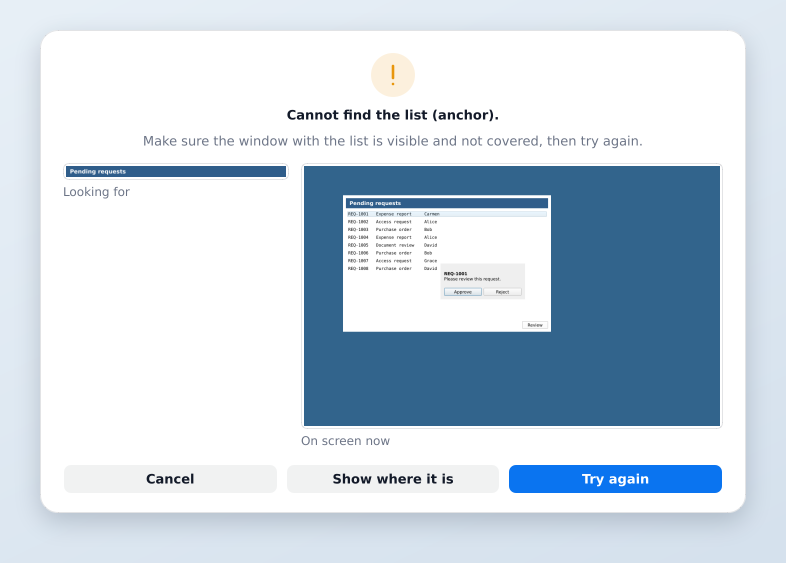 Cannot find the list (anchor).
Make sure the window with the list is visible and not covered, then try again.
Pending requests
Looking for
Pending requests
REQ-1001 Expense report Carmen
REQ-1002 Access request Alice
REQ-1003 Purchase order Bob
REQ-1004 Expense report Alice
REQ-1005 Document review David
REQ-1006 Purchase order Bob
REQ-1007 Access request Grace
REQ-1008 Purchase order David
REQ-1001
Please review this request.
Approve Reject
Review
On screen now
Cancel Show where it is Try again